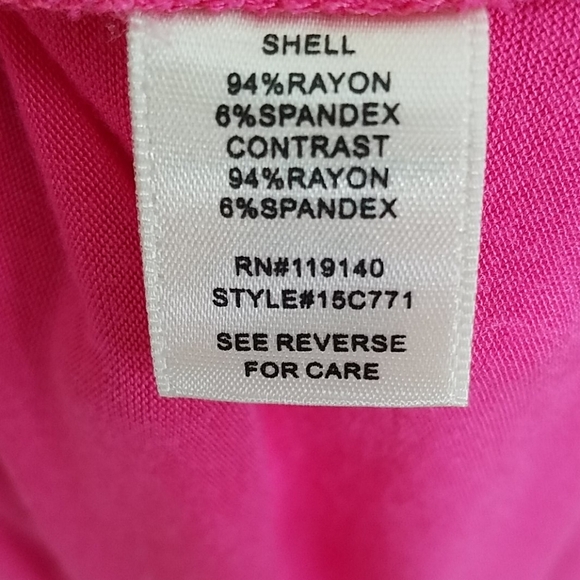 SHELL
94%RAYON
6%SPANDEX
CONTRAST
94%RAYON
6%SPANDEX
RN#119140
STYLE#15C771
SEE REVERSE
FOR CARE